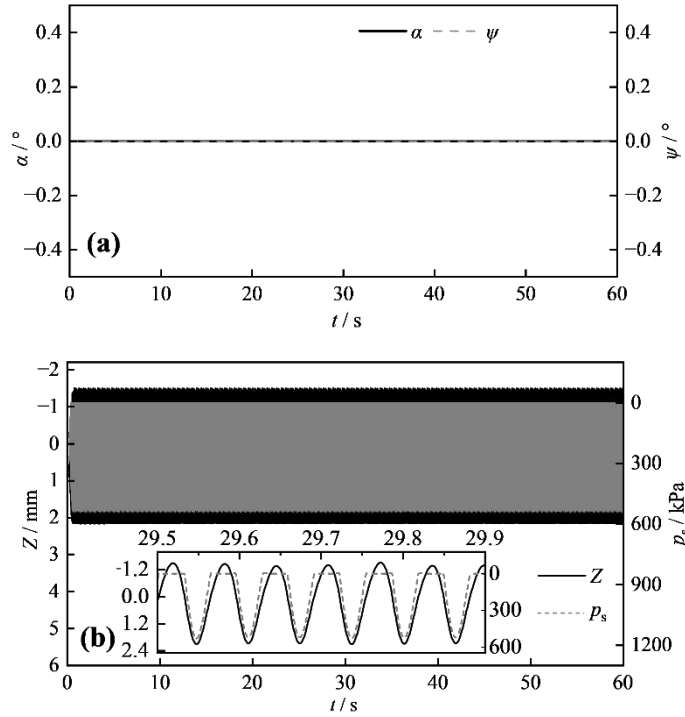 0.4
0.2
0.0
−0.2
−0.4
α / °
α
ψ
0.4
0.2
0.0
−0.2
−0.4
ψ / °
(a)
0 10 20 30 40 50 60
t / s
−2
−1
0
1
2
3
4
5
6
Z / mm
0
300
600
900
1200
p_s / kPa
29.5 29.6 29.7 29.8 29.9
-1.2
0.0
1.2
2.4
0
300
600
Z
p_s
(b)
0 10 20 30 40 50 60
t / s